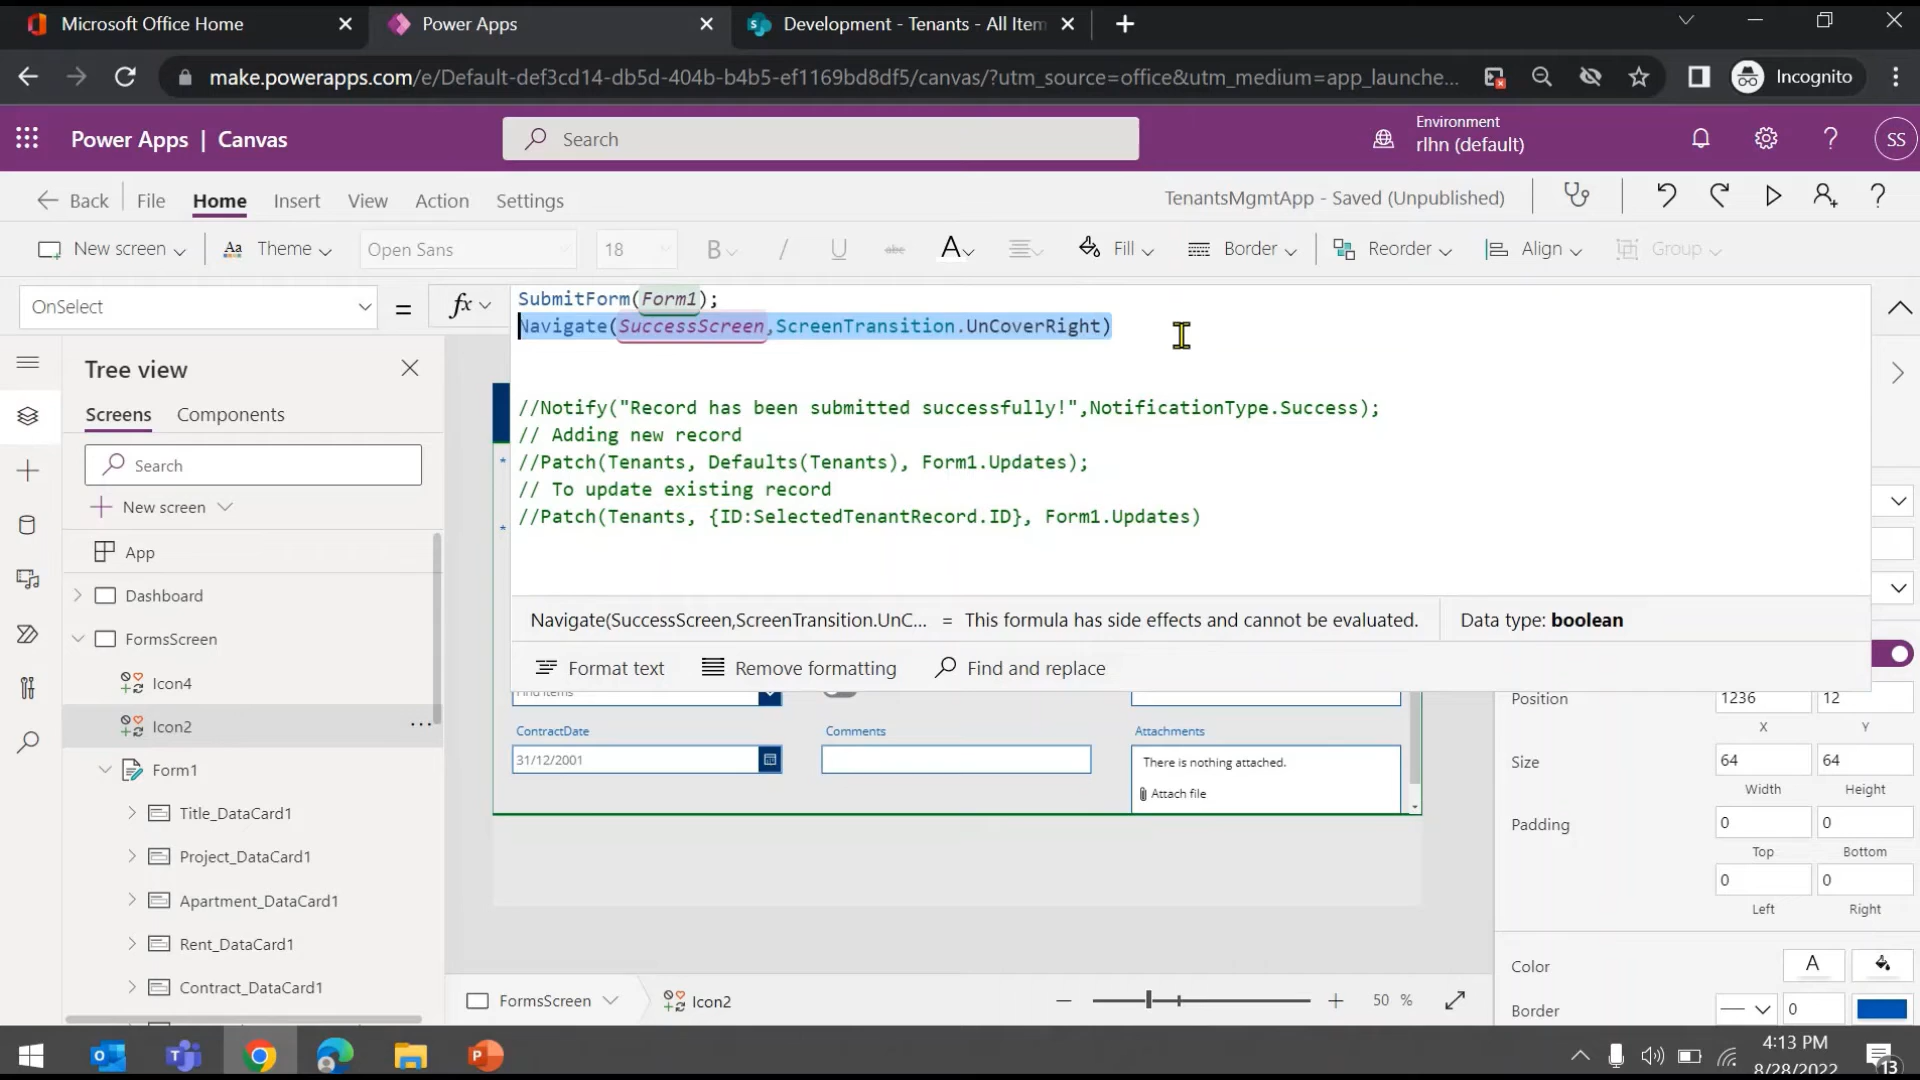 Microsoft Office Home
Power Apps
Development - Tenants - All Item
make.powerapps.com/e/Default-def3cd14-db5d-404b-b4b5-ef1169bd8df5/canvas/?utm_source=office&utm_medium=app_launche...
Incognito
Power Apps | Canvas
Search
Environment
rlhn (default)
SS
Back
File
Home
Insert
View
Action
Settings
TenantsMgmtApp - Saved (Unpublished)
New screen
Theme
Open Sans
18
B
/
U
abc
A
Fill
Border
Reorder
Align
Group
OnSelect
=
fx
SubmitForm(Form1);
Navigate(SuccessScreen,ScreenTransition.UnCoverRight)
//Notify("Record has been submitted successfully!",NotificationType.Success);
// Adding new record
//Patch(Tenants, Defaults(Tenants), Form1.Updates);
// To update existing record
//Patch(Tenants, {ID:SelectedTenantRecord.ID}, Form1.Updates)
Navigate(SuccessScreen,ScreenTransition.UnC... = This formula has side effects and cannot be evaluated.
Data type: boolean
Format text
Remove formatting
Find and replace
Tree view
Screens
Components
Search
New screen
App
Dashboard
FormsScreen
Icon4
Icon2
Form1
Title_DataCard1
Project_DataCard1
Apartment_DataCard1
Rent_DataCard1
Contract_DataCard1
Find items
ContractDate
31/12/2001
Comments
Attachments
There is nothing attached.
Attach file
Position
1236
12
X
Y
Size
64
64
Width
Height
Padding
0
0
Top
Bottom
0
0
Left
Right
Color
A
Border
0
FormsScreen
Icon2
50 %
4:13 PM
8/28/2022
13